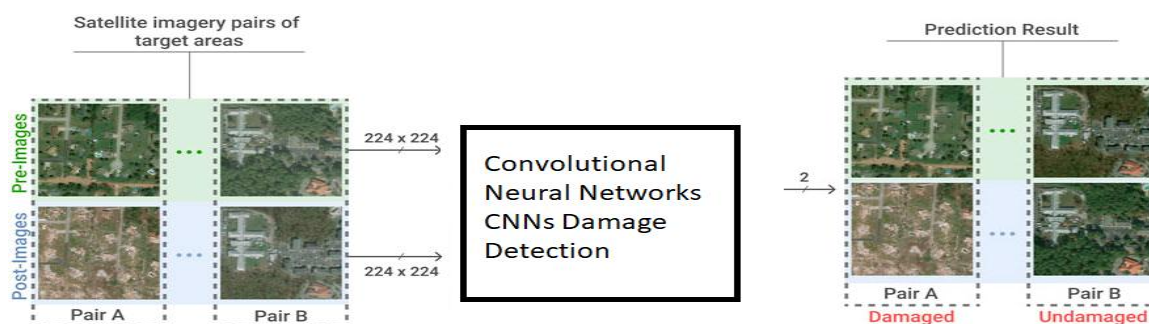 Satellite imagery pairs of
target areas
Pre-Images
Post-Images
...
...
Pair A
Pair B
224 x 224
224 x 224
Convolutional
Neural Networks
CNNs Damage
Detection
2
Prediction Result
...
...
Pair A
Pair B
Damaged
Undamaged